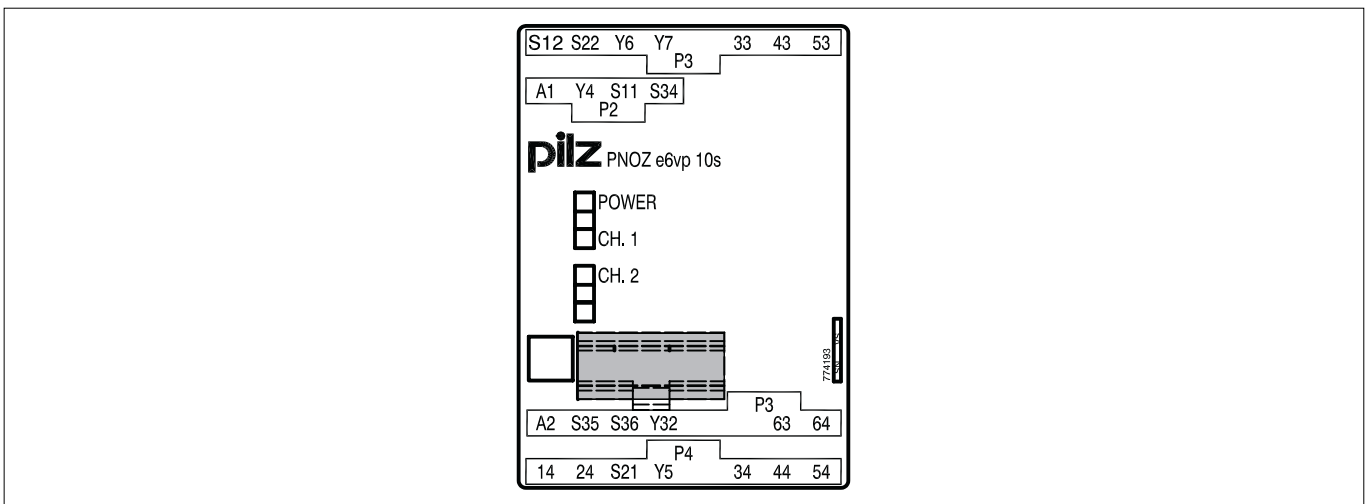 S12 S22 Y6 Y7 33 43 53
P3
A1 Y4 S11 S34
P2
pilz PNOZ e6vp 10s
POWER
CH. 1
CH. 2
774193
P3
A2 S35 S36 Y32 63 64
P4
14 24 S21 Y5 34 44 54